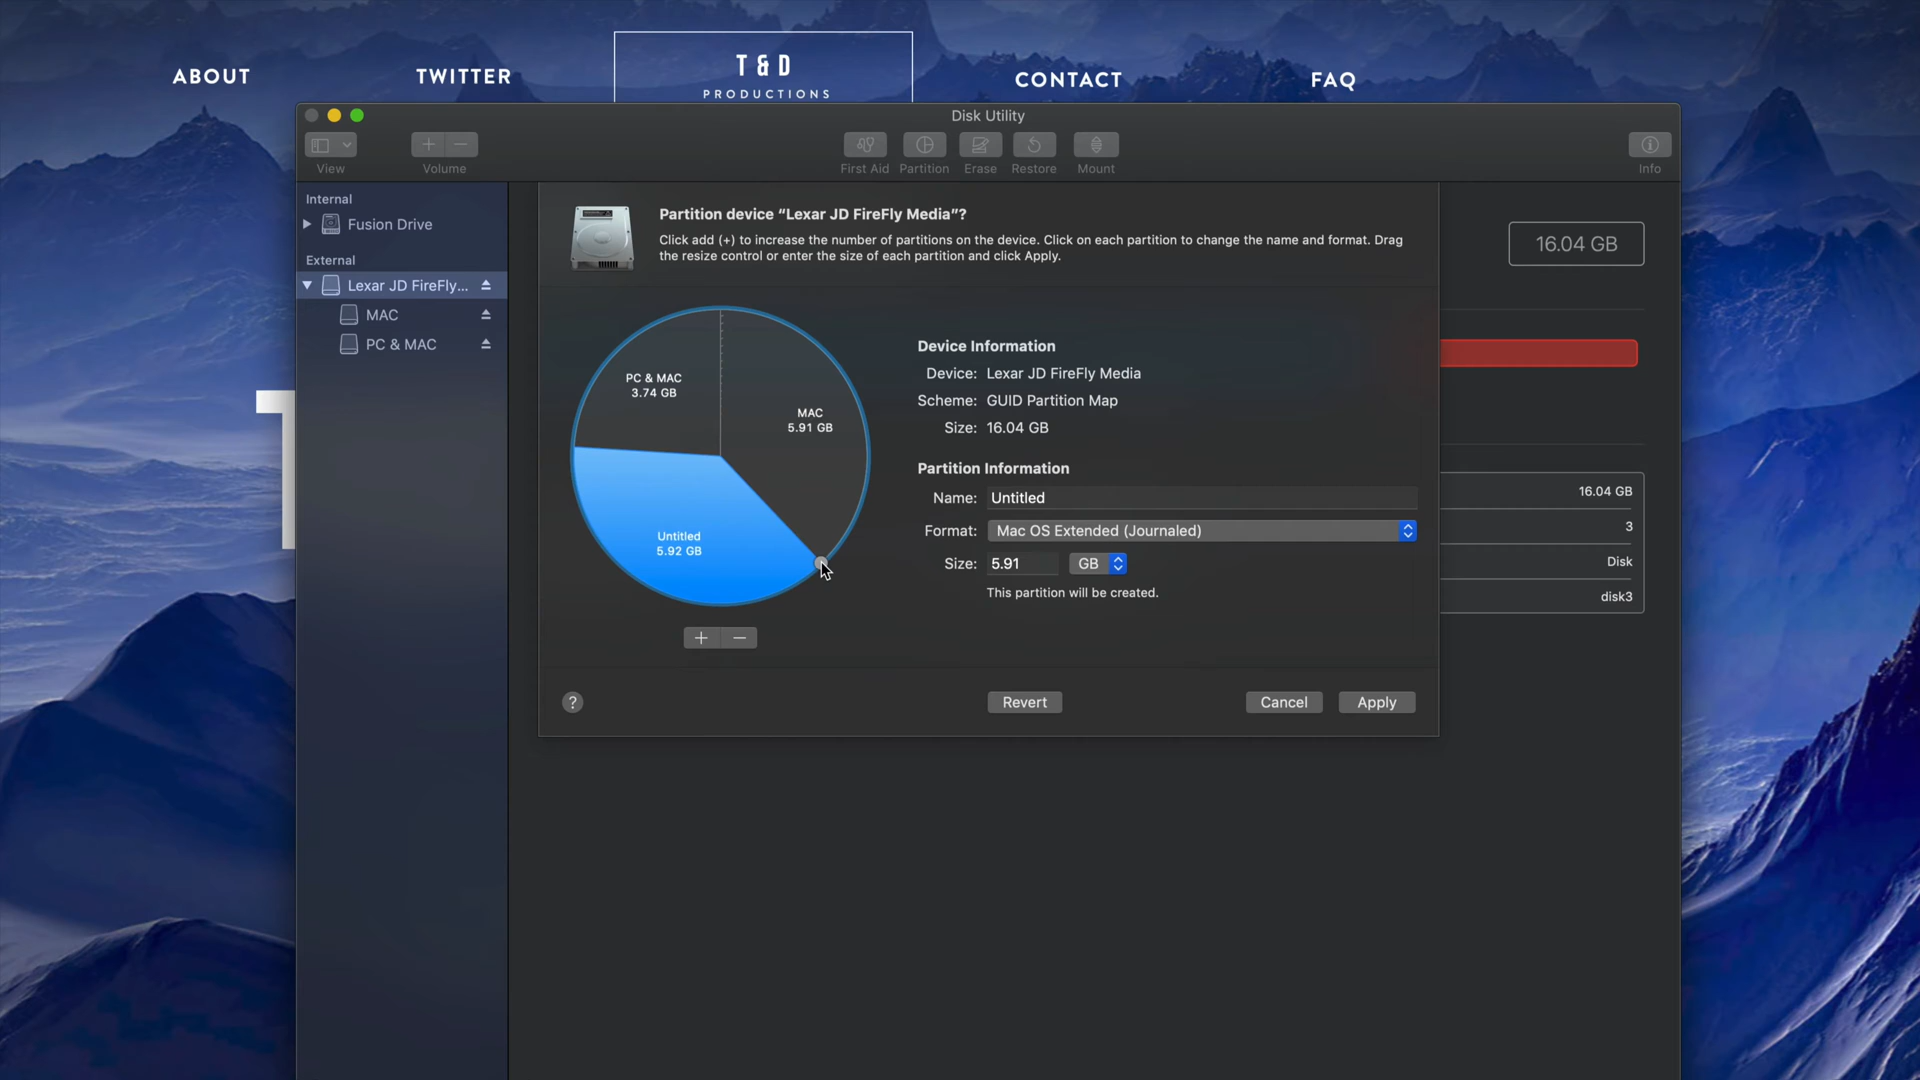 ABOUT
TWITTER
T&D
PRODUCTIONS
CONTACT
FAQ
Disk Utility
View
Volume
First Aid
Partition
Erase
Restore
Mount
Info
Internal
Fusion Drive
External
Lexar JD FireFly...
MAC
PC & MAC
Partition device “Lexar JD FireFly Media”?
Click add (+) to increase the number of partitions on the device. Click on each partition to change the name and format. Drag
the resize control or enter the size of each partition and click Apply.
16.04 GB
PC & MAC
3.74 GB
MAC
5.91 GB
Untitled
5.92 GB
Device Information
Device: Lexar JD FireFly Media
Scheme: GUID Partition Map
Size: 16.04 GB
Partition Information
Name: Untitled
Format: Mac OS Extended (Journaled)
Size: 5.91 GB
This partition will be created.
16.04 GB
3
Disk
disk3
+ −
?
Revert
Cancel
Apply
T